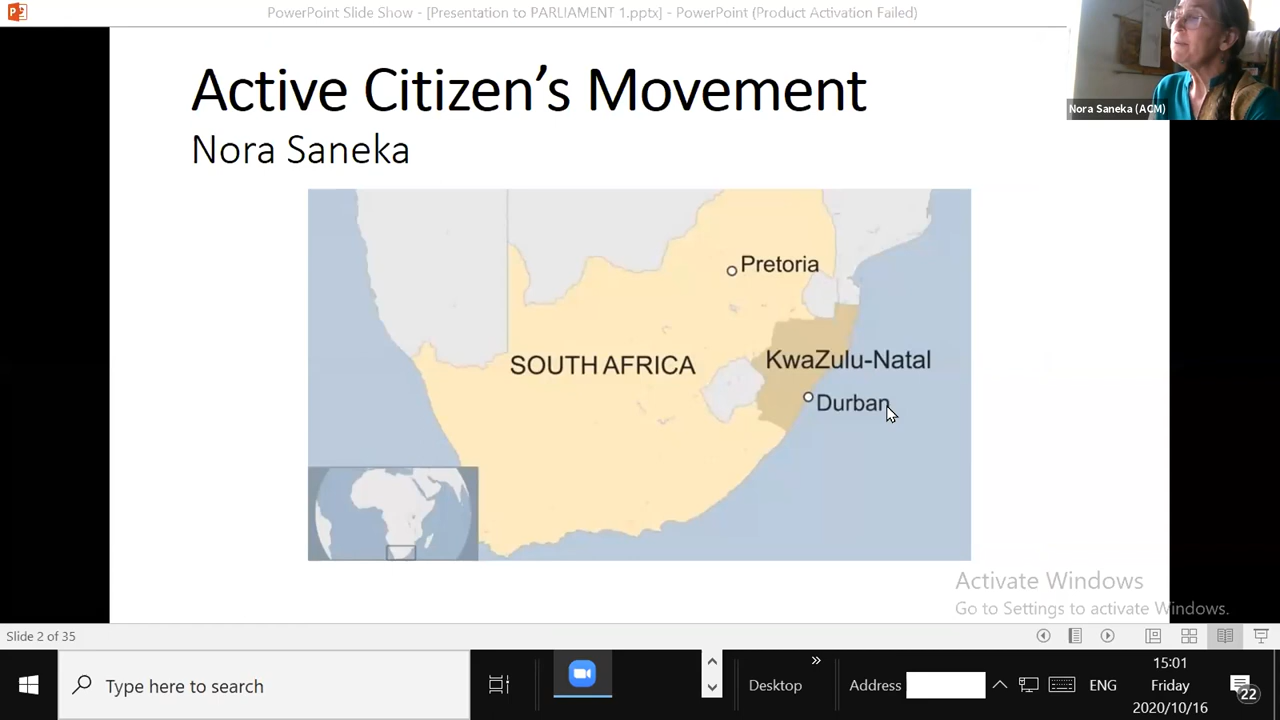 PowerPoint Slide Show - [Presentation to PARLIAMENT 1.pptx] - PowerPoint (Product Activation Failed)
Nora Saneka (ACM)
Active Citizen’s Movement
Nora Saneka
Pretoria
SOUTH AFRICA
KwaZulu-Natal
Durban
Activate Windows
Go to Settings to activate Windows.
Slide 2 of 35
Type here to search
Desktop
»
Address
ENG
15:01
Friday
2020/10/16
22